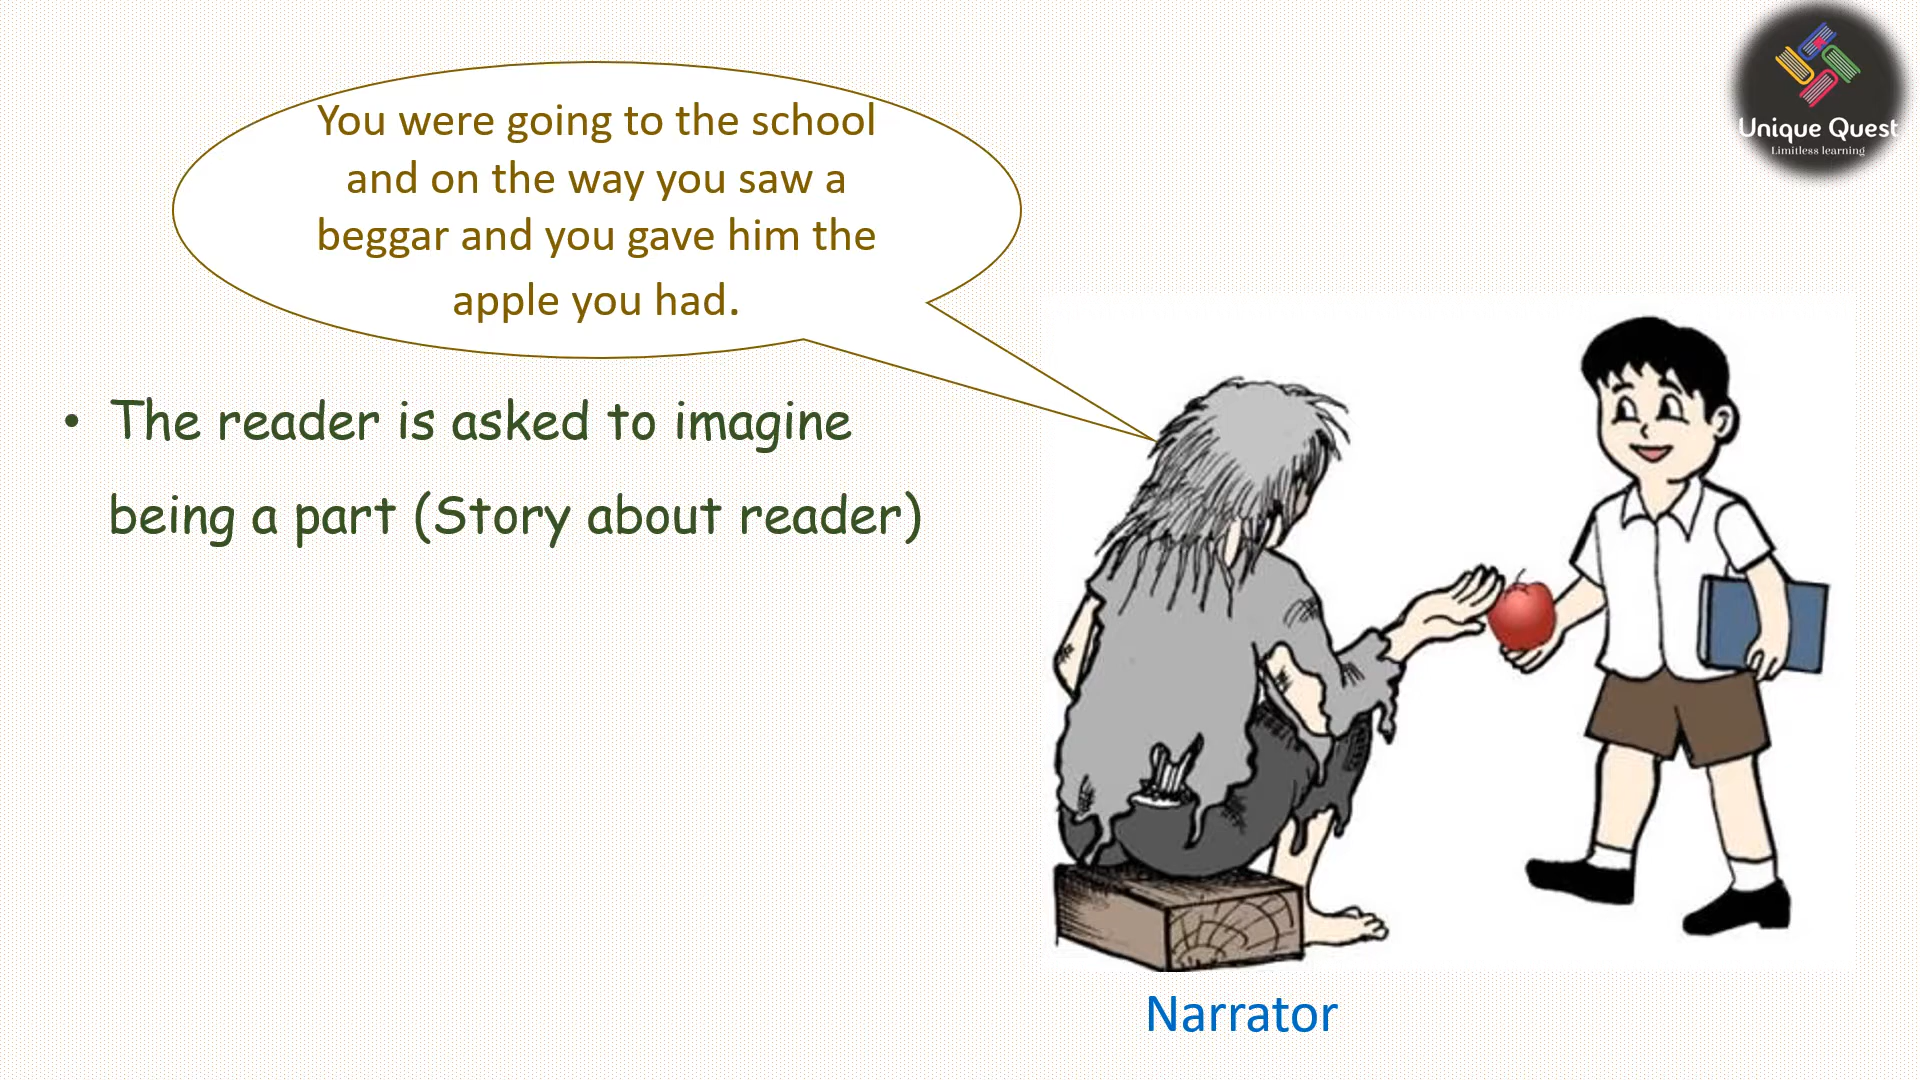 You were going to the school
and on the way you saw a
beggar and you gave him the
apple you had.
Unique Quest
Limitless learning
• The reader is asked to imagine
being a part (Story about reader)
Narrator